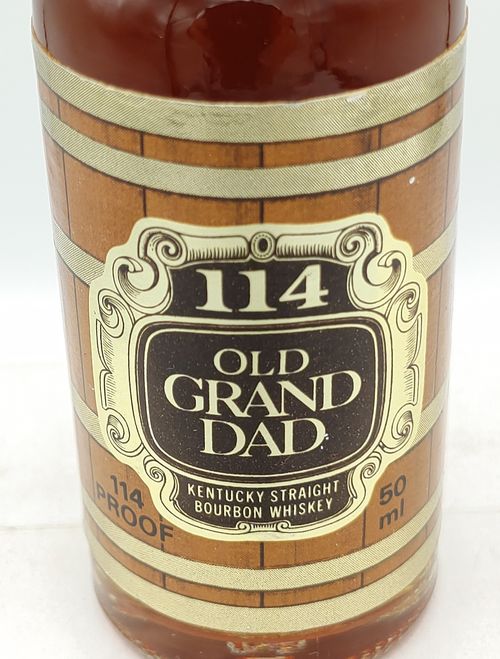 114
OLD
GRAND
DAD
KENTUCKY STRAIGHT
BOURBON WHISKEY
114
PROOF
50
ml